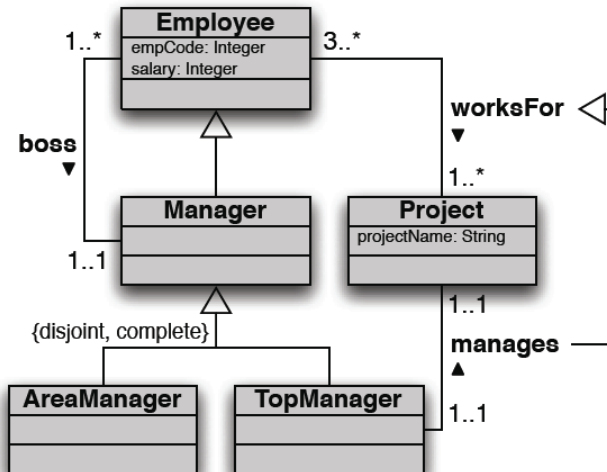 Employee
1..*
empCode: Integer
3..*
salary: Integer
worksFor
boss
1..*
Manager
Project
projectName: String
1..1
1..1
{disjoint, complete}
manages
AreaManager
TopManager
1..1